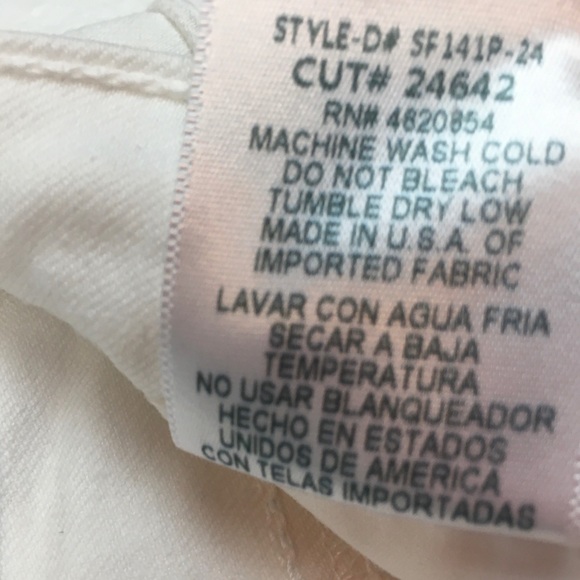 STYLE-D# SF141P-24
CUT# 24642
RN# 4820854
MACHINE WASH COLD
DO NOT BLEACH
TUMBLE DRY LOW
MADE IN U.S.A. OF
IMPORTED FABRIC
LAVAR CON AGUA FRIA
SECAR A BAJA
TEMPERATURA
NO USAR BLANQUEADOR
HECHO EN ESTADOS
UNIDOS DE AMERICA
CON TELAS IMPORTADAS